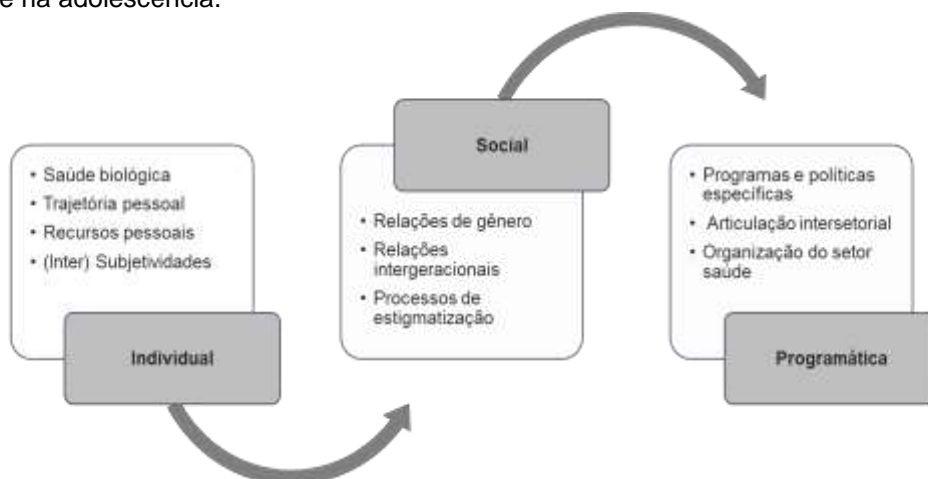 e na adolescência.
• Saúde biológica
• Trajetória pessoal
• Recursos pessoais
• (Inter) Subjetividades
Individual
Social
• Relações de gênero
• Relações
intergeracionais
• Processos de
estigmatização
• Programas e políticas
específicas
• Articulação intersetorial
• Organização do setor
saúde
Programática